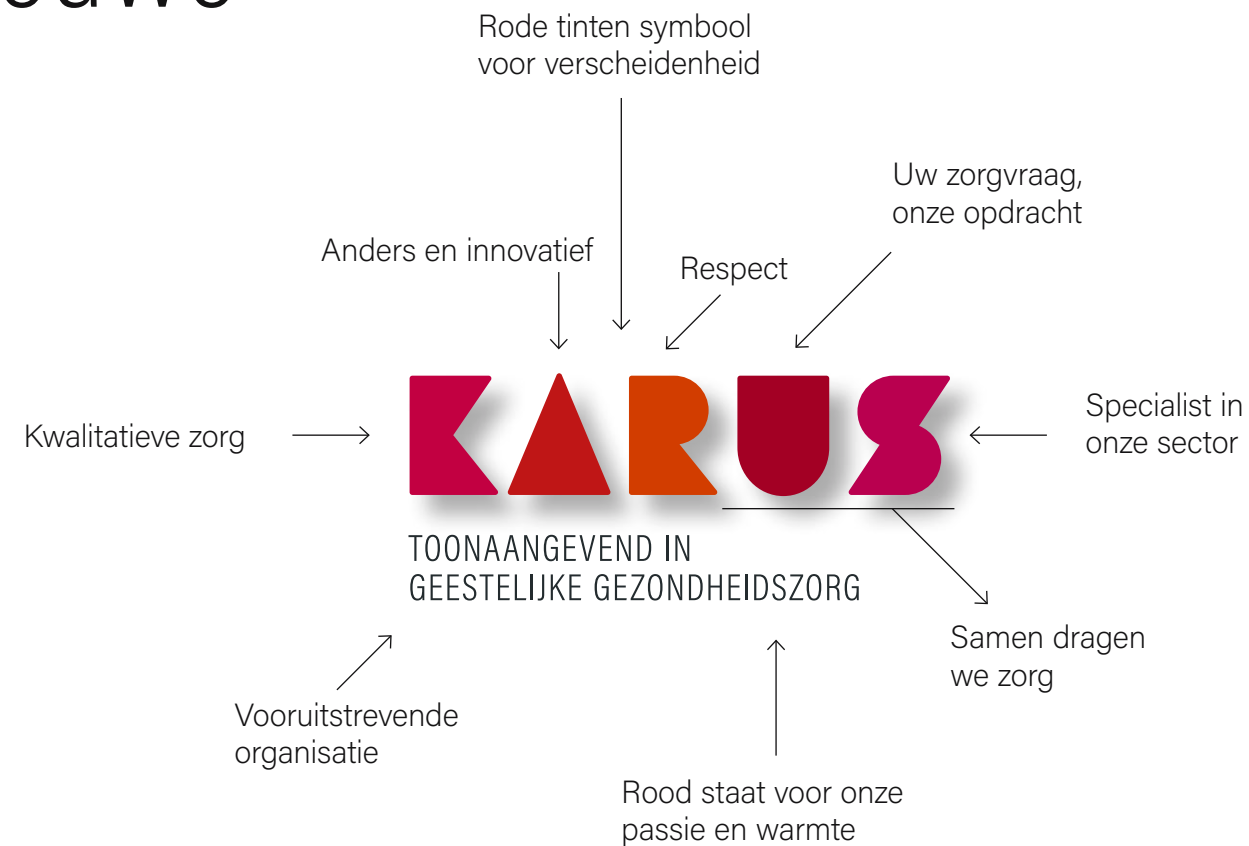 Rode tinten symbool
voor verscheidenheid
Uw zorgvraag,
onze opdracht
Anders en innovatief
Respect
KARUS
Specialist in
onze sector
Kwalitatieve zorg
TOONAANGEVEND IN
GEESTELIJKE GEZONDHEIDSZORG
Samen dragen
we zorg
Vooruitstrevende
organisatie
Rood staat voor onze
passie en warmte